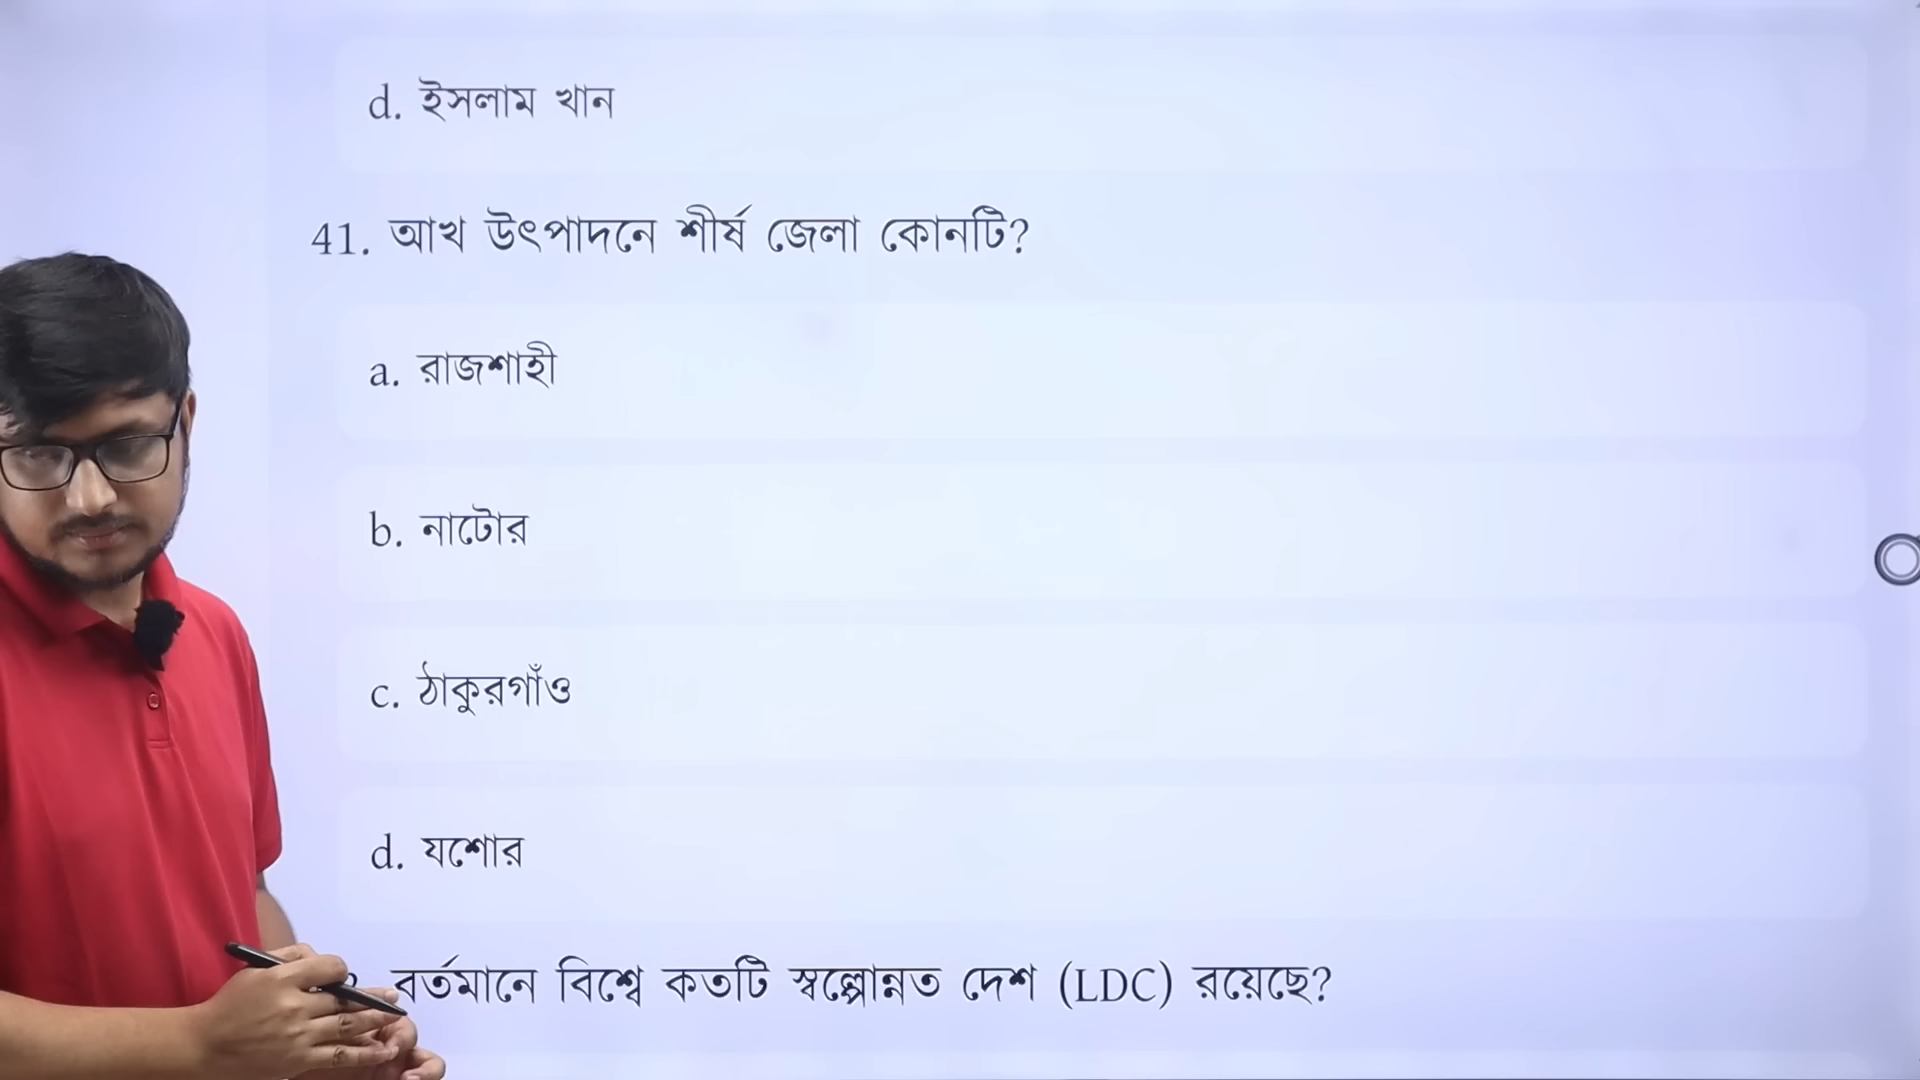 d. ইসলাম খান
41. আখ উৎপাদনে শীর্ষ জেলা কোনটি?
a. রাজশাহী
b. নাটোর
c. ঠাকুরগাঁও
d. যশোর
বর্তমানে বিশ্বে কতটি স্বল্পোন্নত দেশ (LDC) রয়েছে?